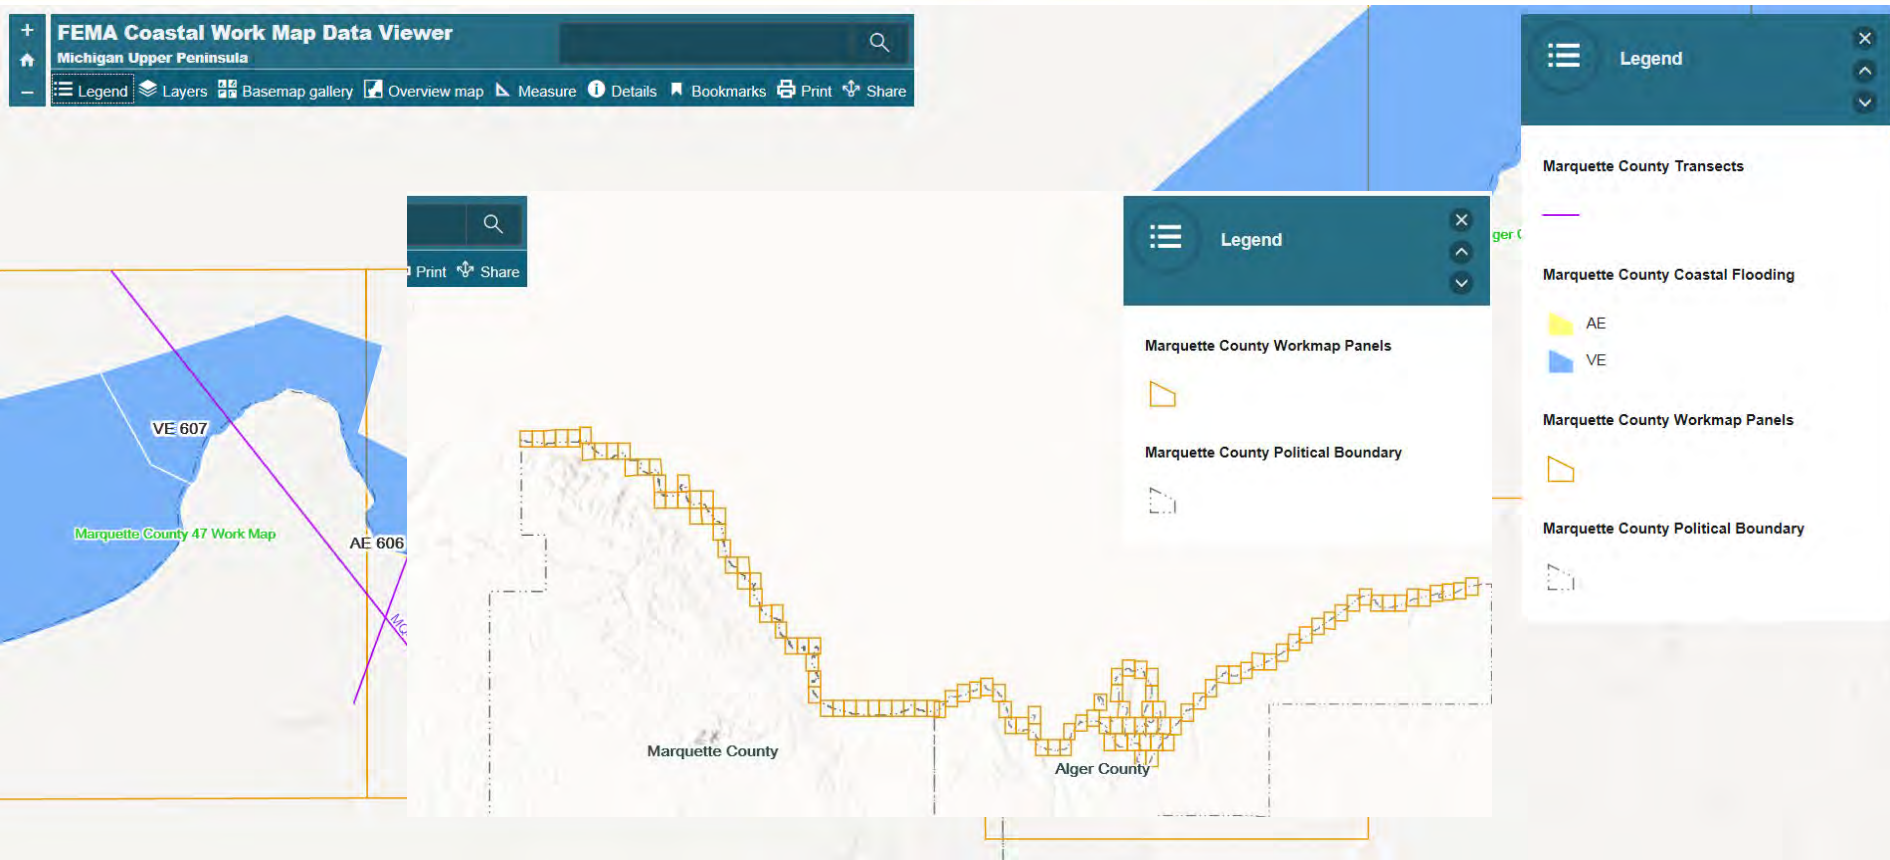 FEMA Coastal Work Map Data Viewer
Michigan Upper Peninsula
Legend Layers Basemap gallery Overview map Measure Details Bookmarks Print Share
Legend
Marquette County Transects
Marquette County Coastal Flooding
AE
VE
Marquette County Workmap Panels
Marquette County Political Boundary
Print Share
Legend
Marquette County Workmap Panels
Marquette County Political Boundary
VE 607
Marquette County 47 Work Map
AE 606
Marquette County
Alger County